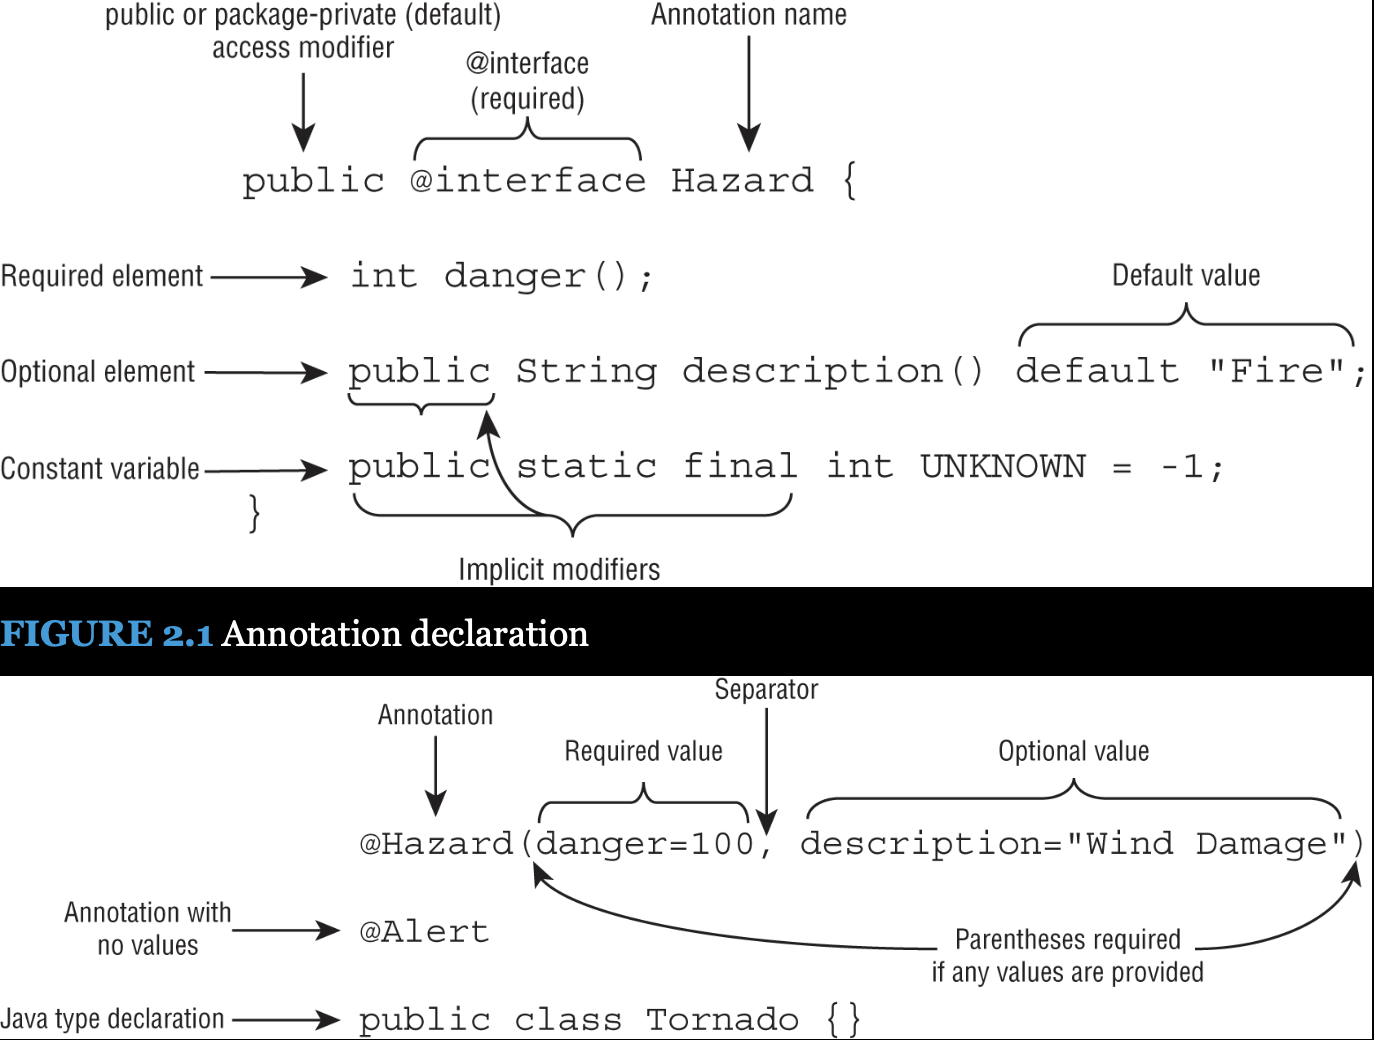 public or package-private (default)
access modifier
Annotation name
@interface
(required)
public @interface Hazard {
Required element
int danger();
Default value
Optional element
public String description() default "Fire";
Constant variable
public static final int UNKNOWN = -1;
}
Implicit modifiers
FIGURE 2.1 Annotation declaration
Separator
Annotation
Required value
Optional value
@Hazard(danger=100, description="Wind Damage")
Annotation with
no values
@Alert
Parentheses required
if any values are provided
Java type declaration
public class Tornado {}